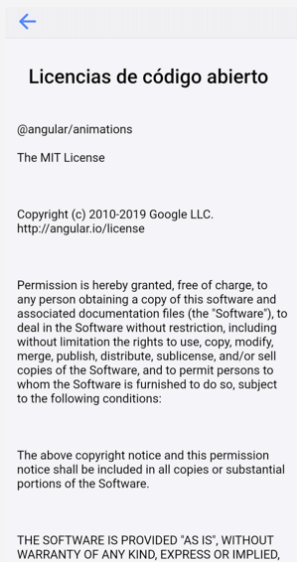 Licencias de código abierto
@angular/animations
The MIT License
Copyright (c) 2010-2019 Google LLC.
http://angular.io/license
Permission is hereby granted, free of charge, to
any person obtaining a copy of this software and
associated documentation files (the "Software"), to
deal in the Software without restriction, including
without limitation the rights to use, copy, modify,
merge, publish, distribute, sublicense, and/or sell
copies of the Software, and to permit persons to
whom the Software is furnished to do so, subject
to the following conditions:
The above copyright notice and this permission
notice shall be included in all copies or substantial
portions of the Software.
THE SOFTWARE IS PROVIDED "AS IS", WITHOUT
WARRANTY OF ANY KIND, EXPRESS OR IMPLIED,